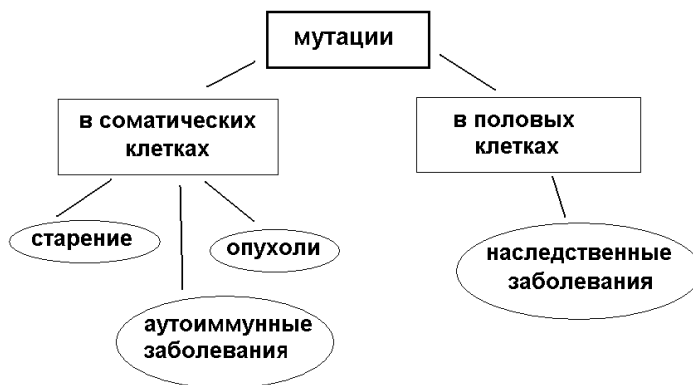 мутации
в соматических
клетках
в половых
клетках
старение
опухоли
наследственные
заболевания
аутоиммунные
заболевания